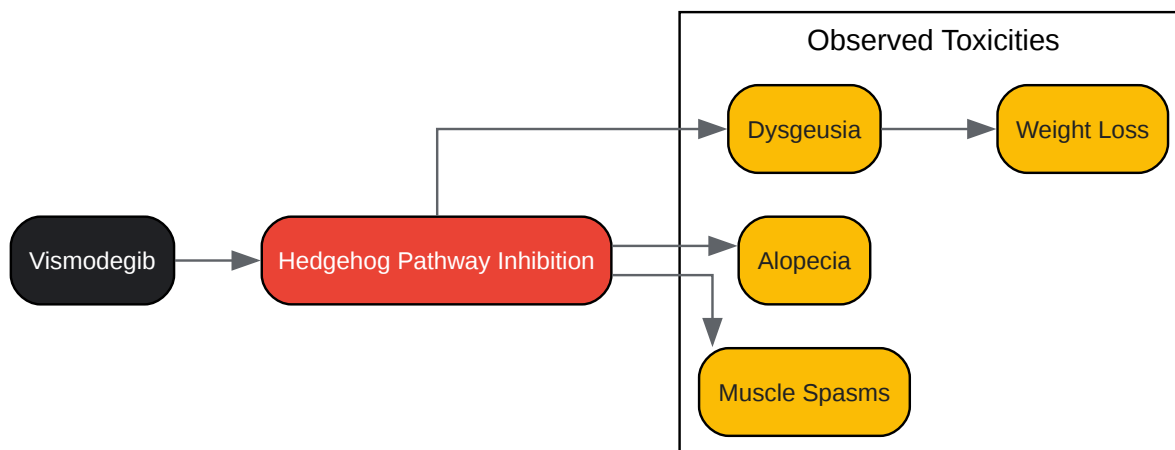 Observed Toxicities
Dysgeusia
Weight Loss
Vismodegib
Hedgehog Pathway Inhibition
Alopecia
Muscle Spasms